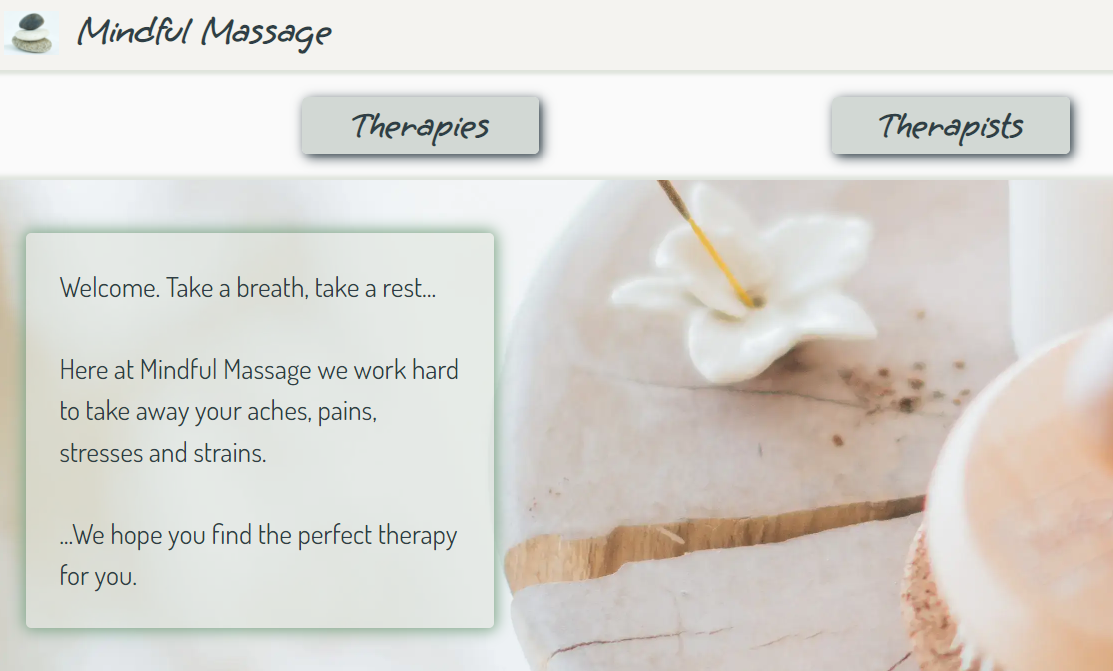 Mindful Massage
Therapies
Therapists
Welcome. Take a breath, take a rest...
Here at Mindful Massage we work hard
to take away your aches, pains,
stresses and strains.
...We hope you find the perfect therapy
for you.